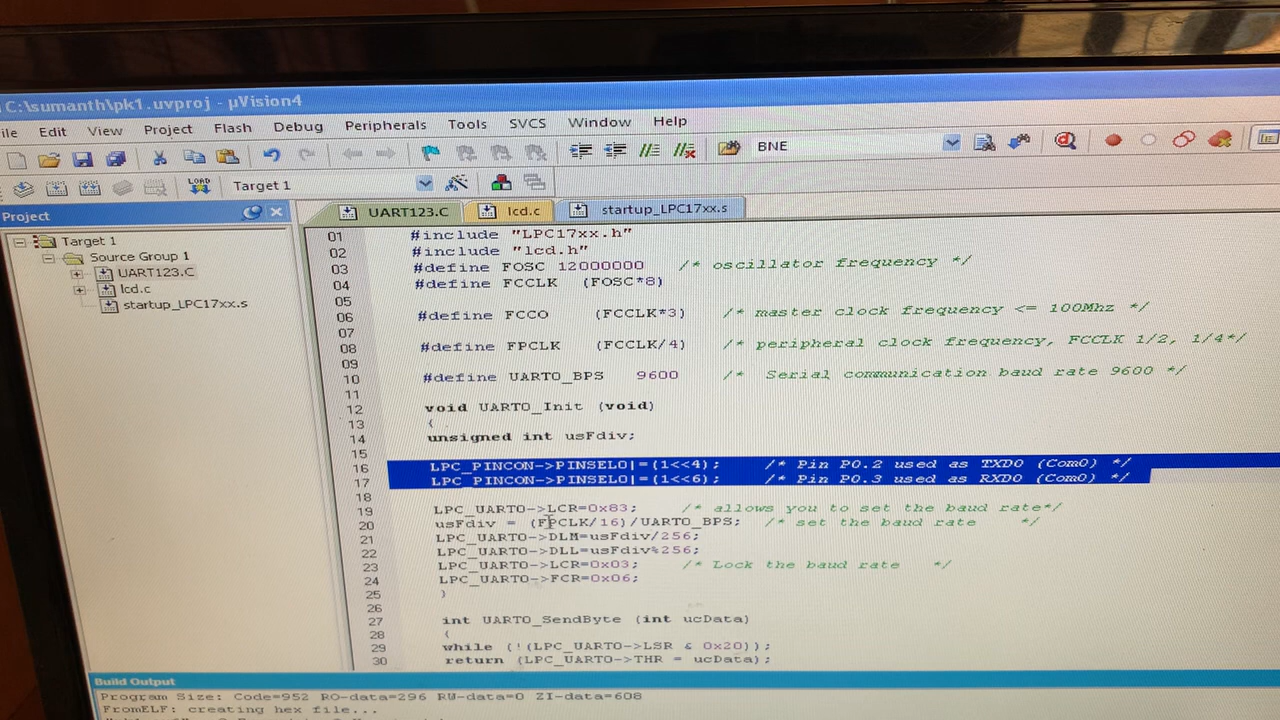 C:\sumanth\pk1.uvproj - µVision4
ile Edit View Project Flash Debug Peripherals Tools SVCS Window Help
BNE
LOAD Target 1
Project
UART123.C lcd.c startup_LPC17xx.s
Target 1
Source Group 1
UART123.C
lcd.c
startup_LPC17xx.s
01 #include "LPC17xx.h"
02 #include "lcd.h"
03 #define FOSC 12000000 /* oscillator frequency */
04 #define FCCLK (FOSC*8)
05
06 #define FCCO (FCCLK*3) /* master clock frequency <= 100Mhz */
07
08 #define FPCLK (FCCLK/4) /* peripheral clock frequency, FCCLK 1/2, 1/4*/
09
10 #define UART0_BPS 9600 /* Serial communication baud rate 9600 */
11
12 void UART0_Init (void)
13 {
14 unsigned int usFdiv;
15
16 LPC_PINCON->PINSEL0|=(1<<4); /* Pin P0.2 used as TXD0 (Com0) */
17 LPC_PINCON->PINSEL0|=(1<<6); /* Pin P0.3 used as RXD0 (Com0) */
18
19 LPC_UART0->LCR=0x83; /* allows you to set the baud rate*/
20 usFdiv = (FPCLK/16)/UART0_BPS; /* set the baud rate */
21 LPC_UART0->DLM=usFdiv/256;
22 LPC_UART0->DLL=usFdiv%256;
23 LPC_UART0->LCR=0x03; /* Lock the baud rate */
24 LPC_UART0->FCR=0x06;
25 }
26
27 int UART0_SendByte (int ucData)
28 {
29 while (!(LPC_UART0->LSR & 0x20));
30 return (LPC_UART0->THR = ucData);
Build Output
Program Size: Code=952 RO-data=296 RW-data=0 ZI-data=608
FromELF: creating hex file...